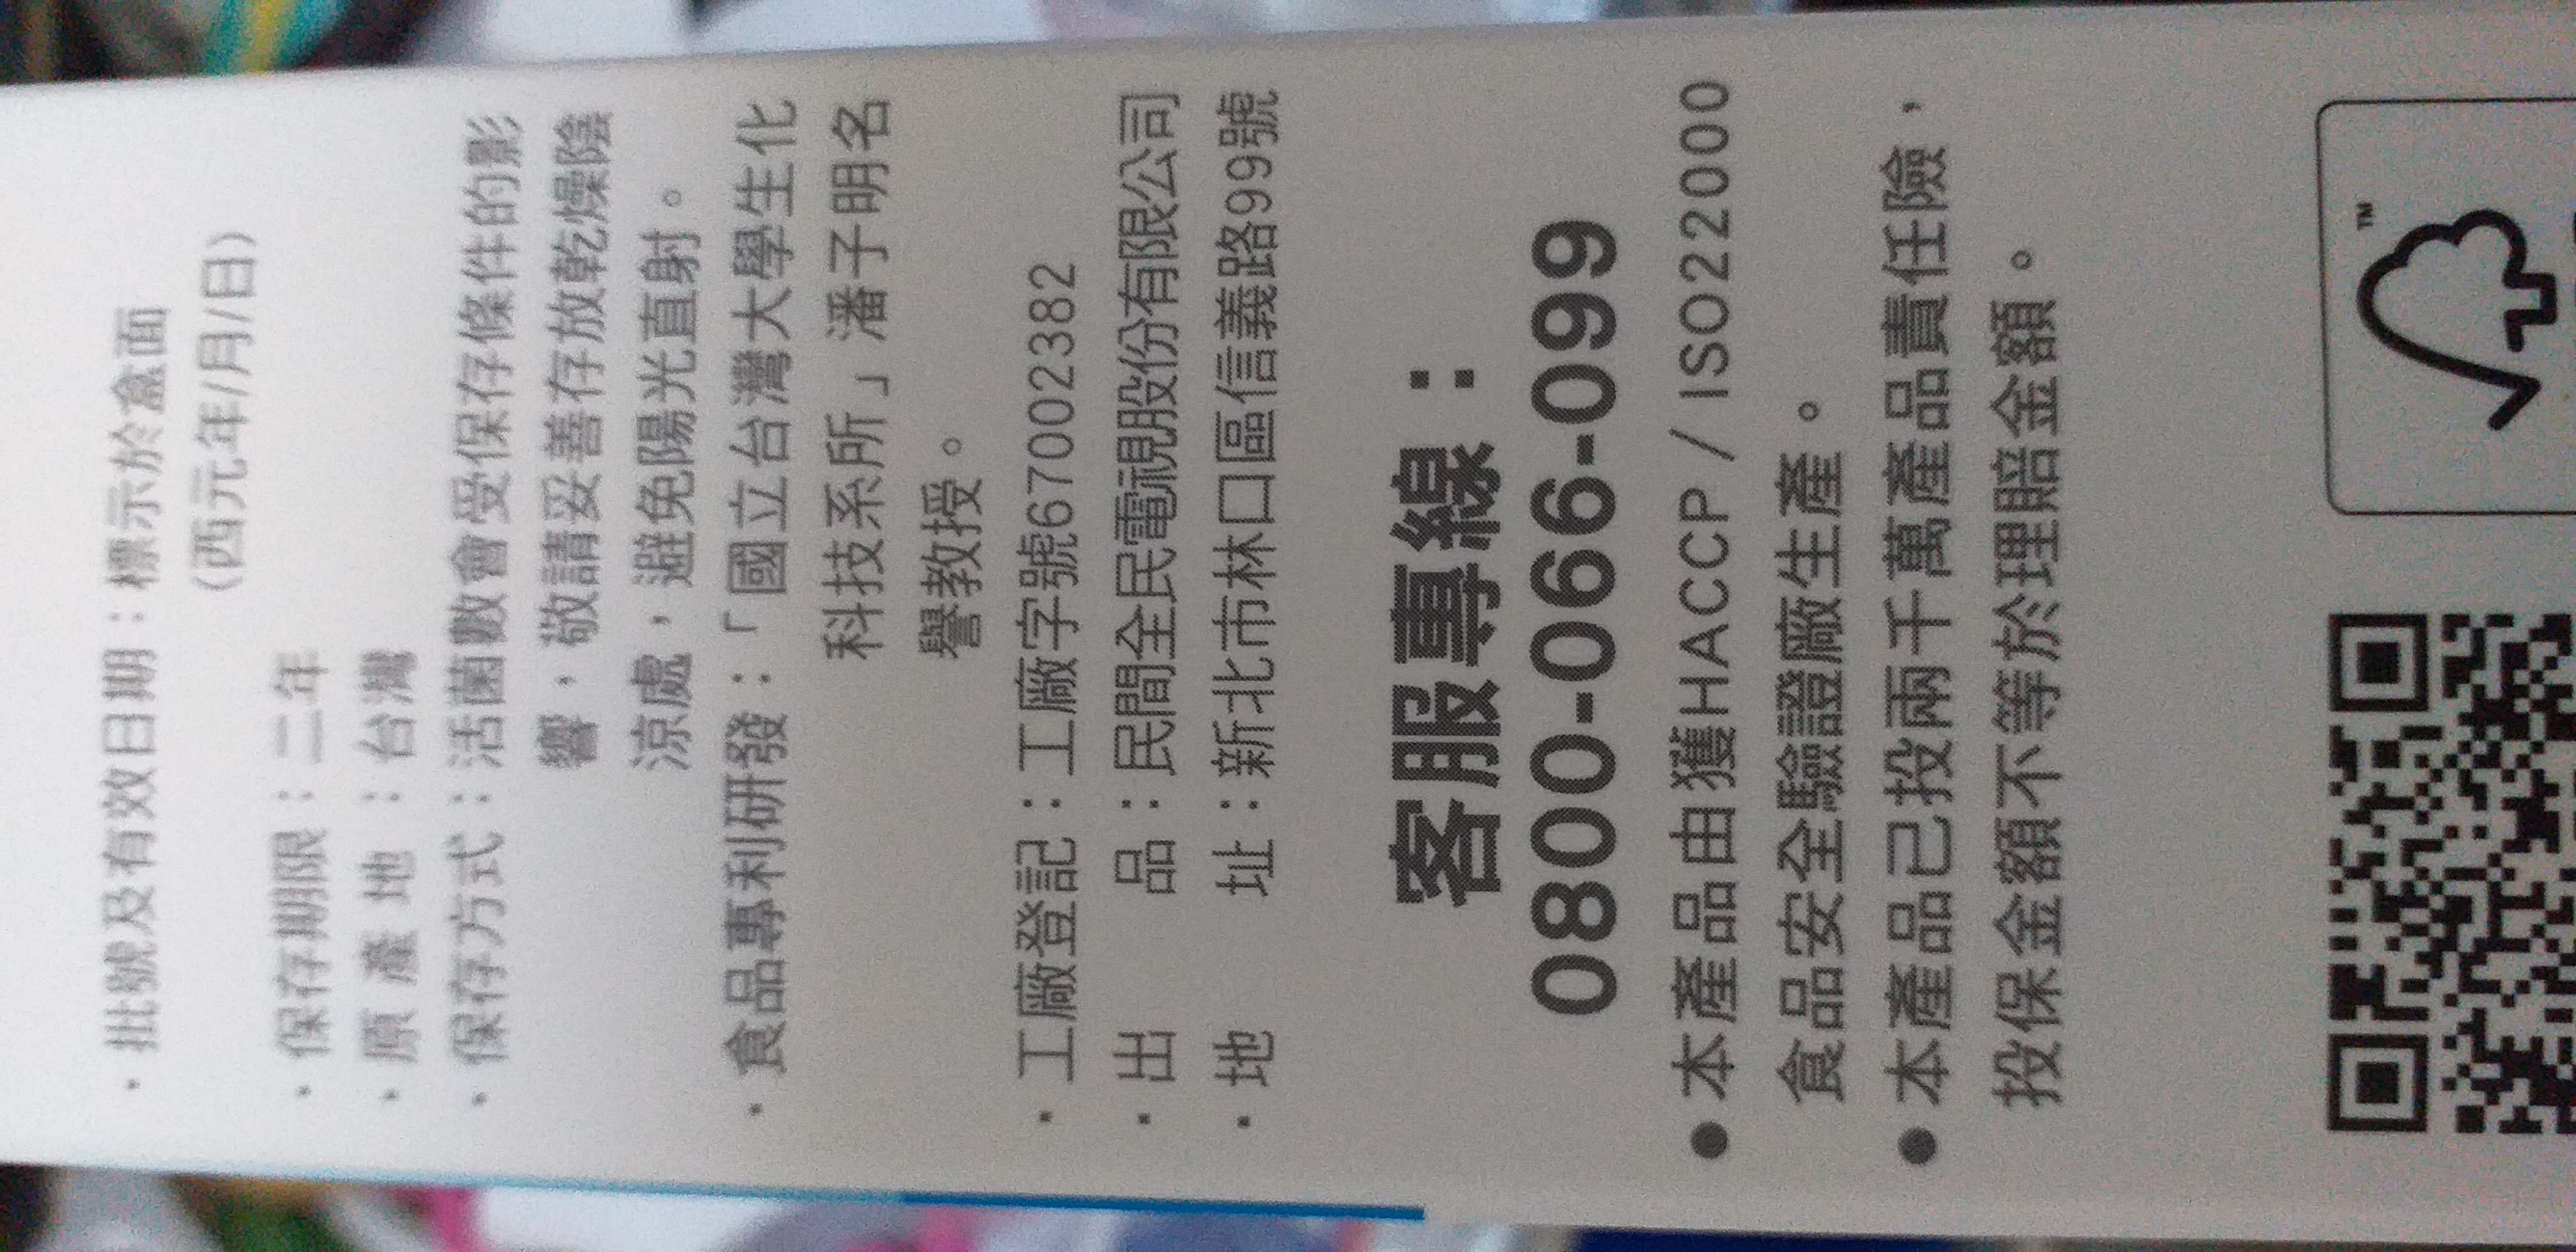 ・批號及有效日期：標示於盒面
（西元年/月/日）
・保存期限：二年
・原 產 地：台灣
・保存方式：活菌數會受保存條件的影
響，敬請妥善存放乾燥陰
涼處，避免陽光直射。
・食品專利研發：「國立台灣大學生化
科技系所」潘子明名
譽教授。
・工廠登記：工廠字號67002382
・出　　品：民間全民電視股份有限公司
・地　　址：新北市林口區信義路99號
客服專線：
0800-066-099
●本產品由獲HACCP / ISO22000
食品安全驗證廠生產。
●本產品已投兩千萬產品責任險，
投保金額不等於理賠金額。
TM